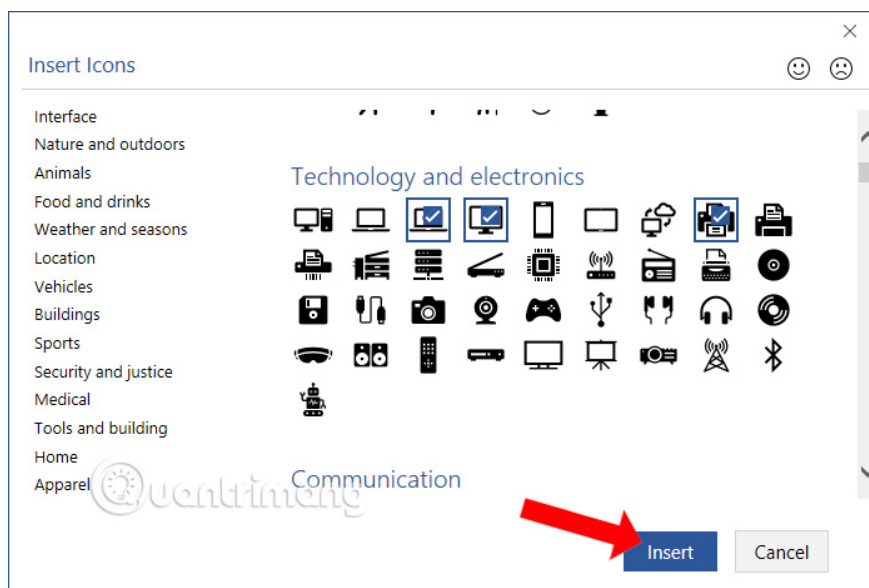 Insert Icons
Interface
Nature and outdoors
Animals
Food and drinks
Weather and seasons
Location
Vehicles
Buildings
Sports
Security and justice
Medical
Tools and building
Home
Apparel
Technology and electronics
Communication
Quantrimang
Insert
Cancel